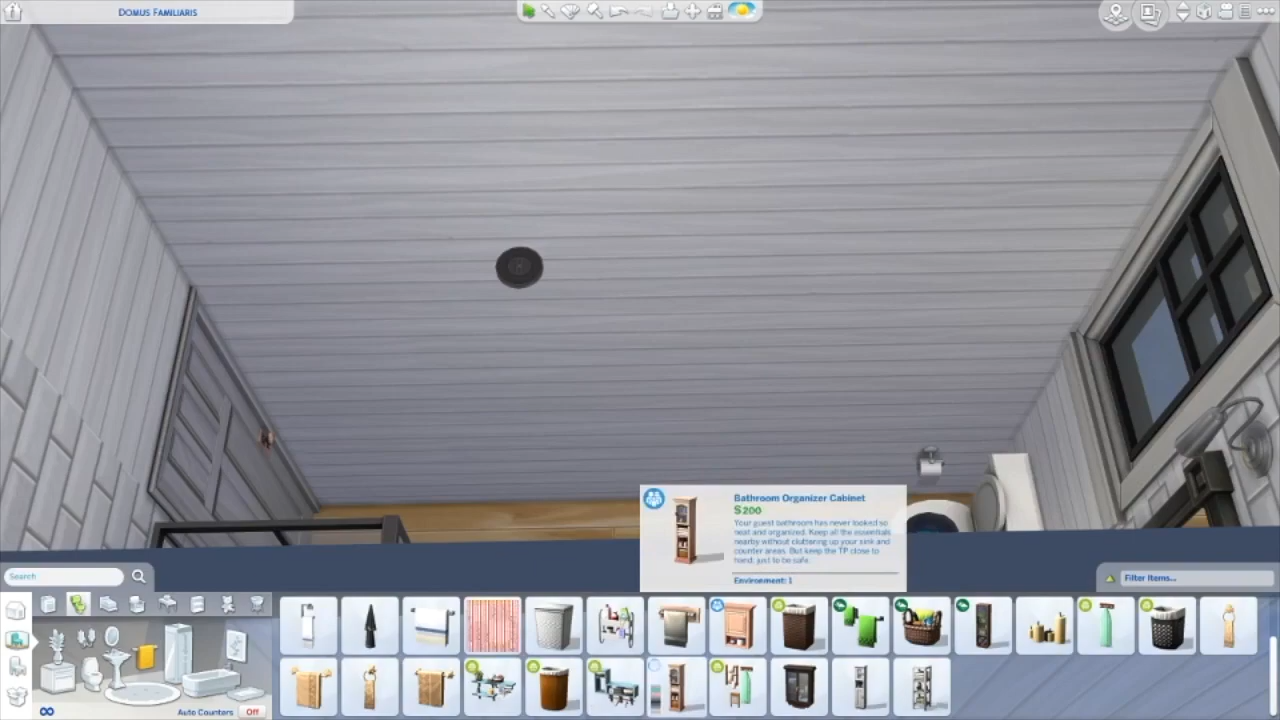 Domus Familiaris
Bathroom Organizer Cabinet
§200
Your guest bathroom has never looked so
neat and organized. Keep all the essentials
nearby without cluttering up your sink and
counter areas. But keep the TP close to
hand, just to be safe.
Environment: 1
Search
Filter Items...
Auto Counters
Off